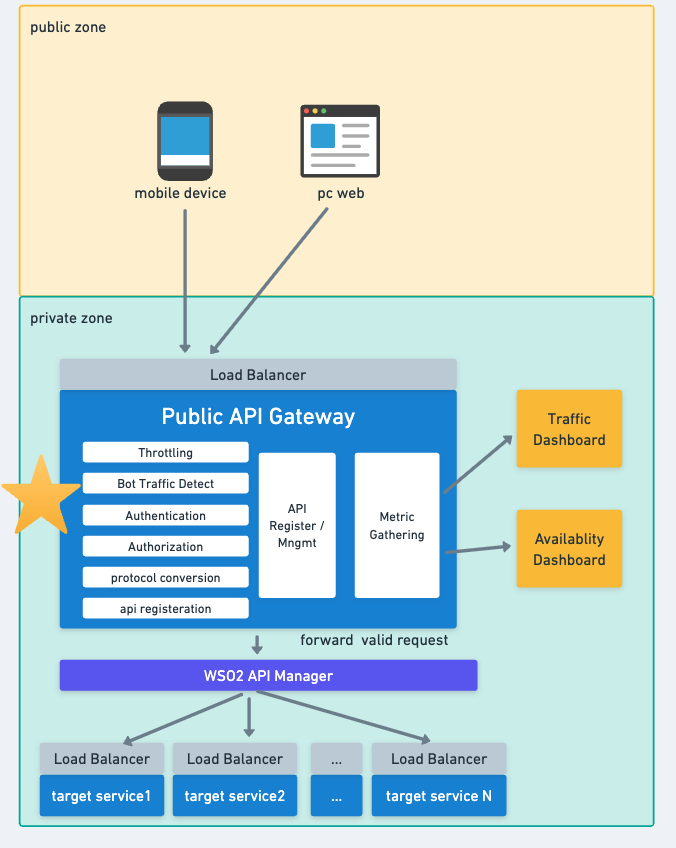 public zone
mobile device
pc web
private zone
Load Balancer
Public API Gateway
Throttling
Bot Traffic Detect
Authentication
Authorization
protocol conversion
api registeration
API
Register /
Mngmt
Metric
Gathering
Traffic
Dashboard
Availablity
Dashboard
forward  valid request
WSO2 API Manager
Load Balancer
Load Balancer
...
Load Balancer
target service1
target service2
...
target service N